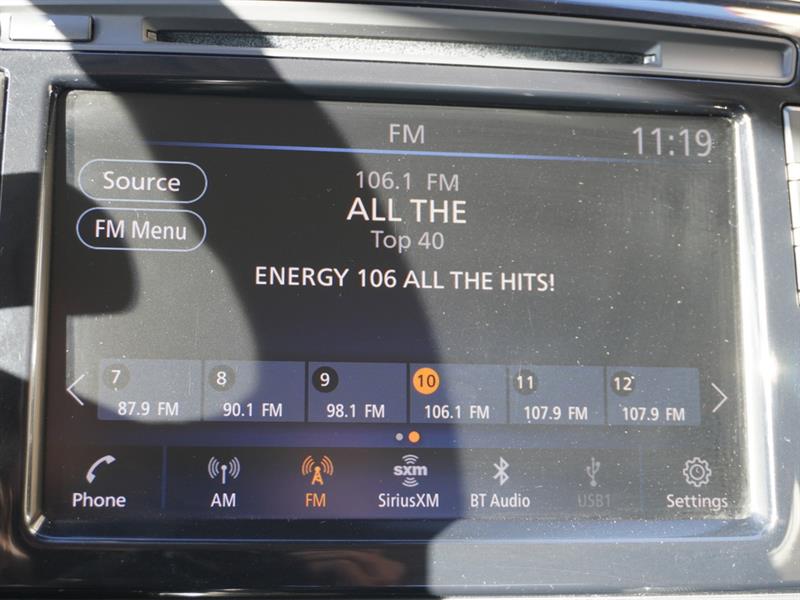 FM
11:19
Source
106.1 FM
ALL THE
FM Menu
Top 40
ENERGY 106 ALL THE HITS!
7 8 9 10 11 12
87.9 FM 90.1 FM 98.1 FM 106.1 FM 107.9 FM 107.9 FM
sxm
Phone AM FM SiriusXM BT Audio USB1 Settings